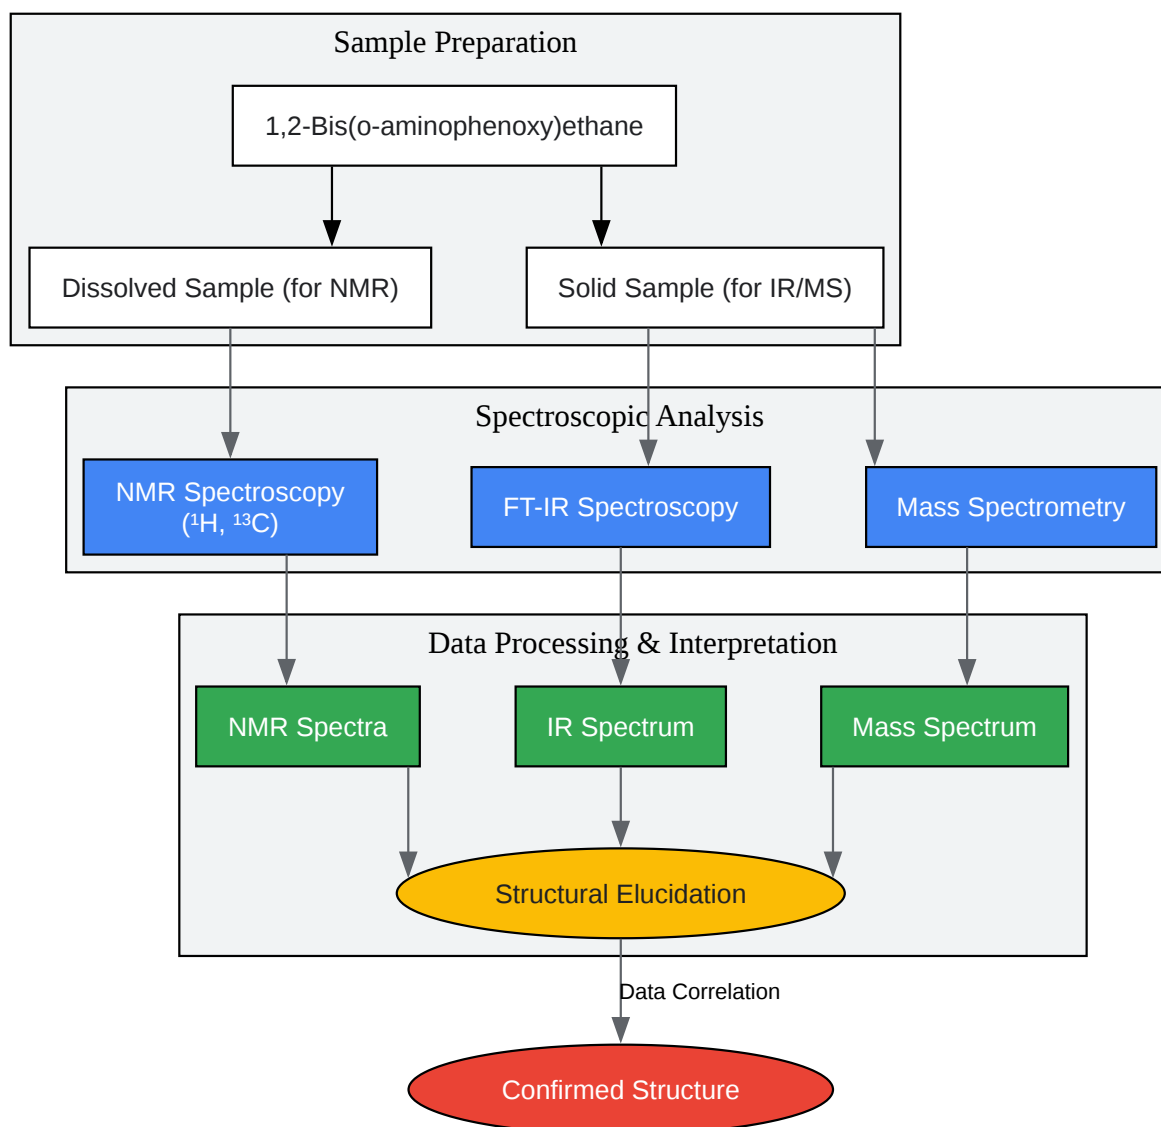 Sample Preparation
1,2-Bis(o-aminophenoxy)ethane
Dissolved Sample (for NMR)
Solid Sample (for IR/MS)
Spectroscopic Analysis
NMR Spectroscopy
(¹H, ¹³C)
FT-IR Spectroscopy
Mass Spectrometry
Data Processing & Interpretation
NMR Spectra
IR Spectrum
Mass Spectrum
Structural Elucidation
Data Correlation
Confirmed Structure